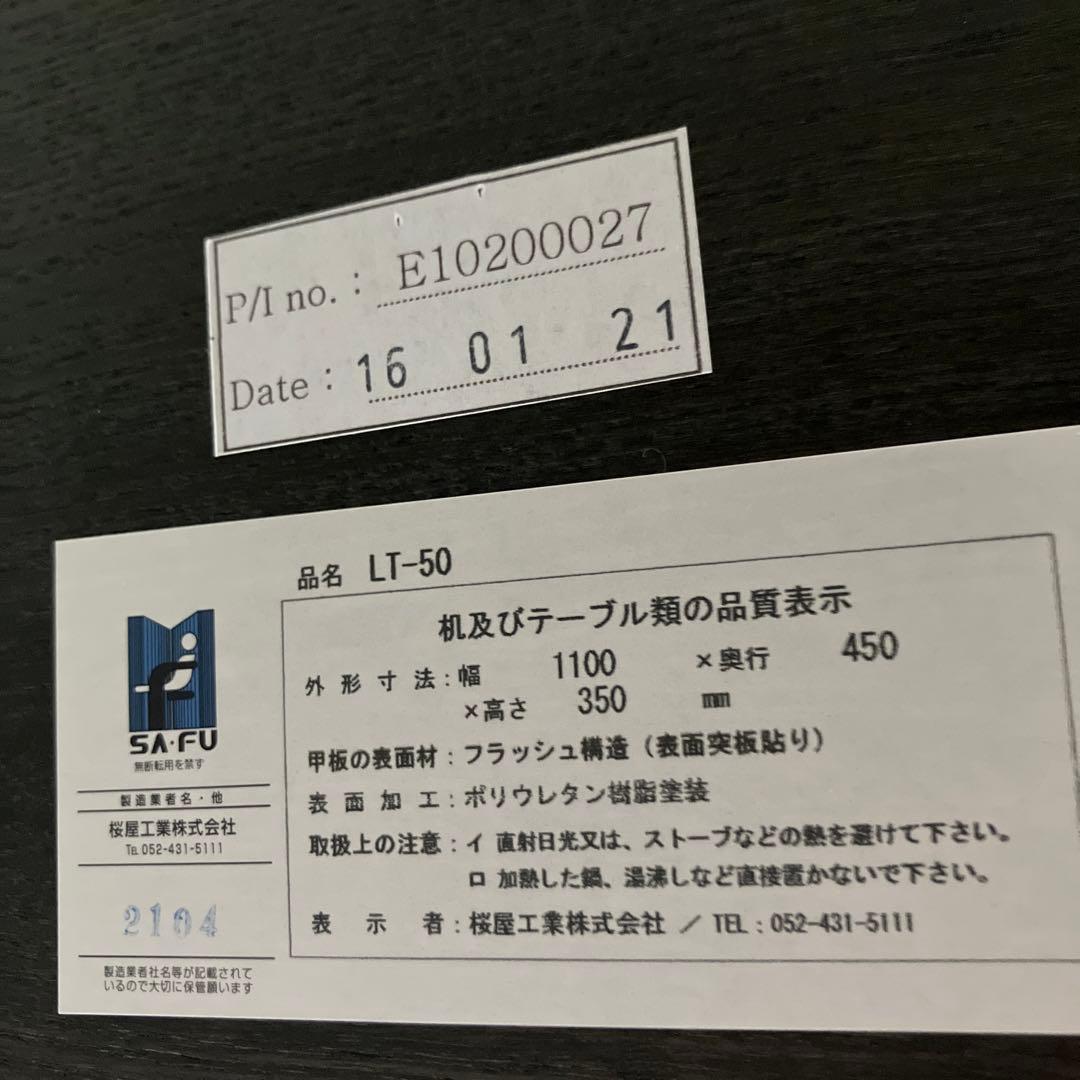 P/I no. : E10200027
Date : 16 01 21
品名 LT-50
机及びテーブル類の品質表示
外形寸法:幅 1100 ×奥行 450
×高さ 350 mm
甲板の表面材:フラッシュ構造(表面突板貼り)
表面加工:ポリウレタン樹脂塗装
取扱上の注意:イ 直射日光又は、ストーブなどの熱を避けて下さい。
ロ 加熱した鍋、湯沸しなど直接置かないで下さい。
表示者:桜屋工業株式会社 / TEL:052-431-5111
SA・FU
無断転用を禁ず
製造業者名・他
桜屋工業株式会社
TEL 052-431-5111
2104
製造業者社名等が記載されて
いるので大切に保管願います